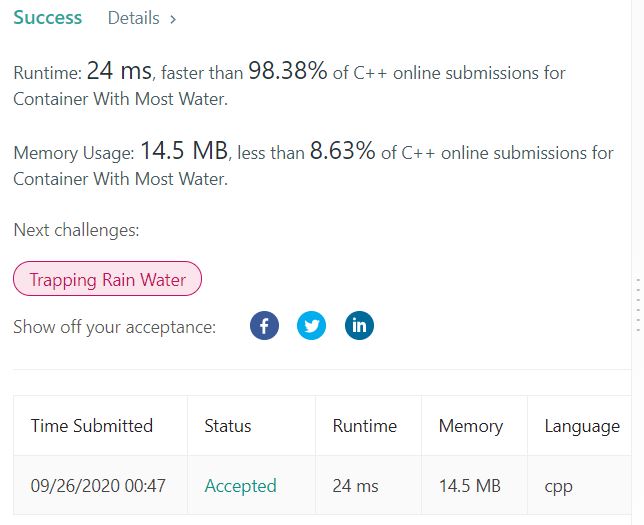 Success Details >
Runtime: 24 ms, faster than 98.38% of C++ online submissions for
Container With Most Water.
Memory Usage: 14.5 MB, less than 8.63% of C++ online submissions for
Container With Most Water.
Next challenges:
Trapping Rain Water
Show off your acceptance: f in
Time Submitted Status Runtime Memory Language
09/26/2020 00:47 Accepted 24 ms 14.5 MB cpp